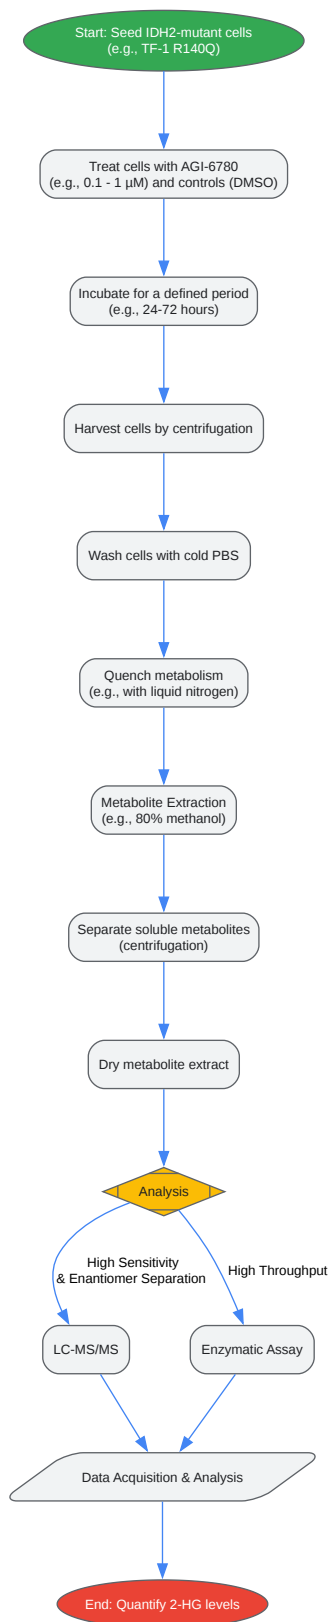 Start: Seed IDH2-mutant cells
(e.g., TF-1 R140Q)
Treat cells with AGI-6780
(e.g., 0.1 - 1 µM) and controls (DMSO)
Incubate for a defined period
(e.g., 24-72 hours)
Harvest cells by centrifugation
Wash cells with cold PBS
Quench metabolism
(e.g., with liquid nitrogen)
Metabolite Extraction
(e.g., 80% methanol)
Separate soluble metabolites
(centrifugation)
Dry metabolite extract
Analysis
High Sensitivity
& Enantiomer Separation
High Throughput
LC-MS/MS
Enzymatic Assay
Data Acquisition & Analysis
End: Quantify 2-HG levels